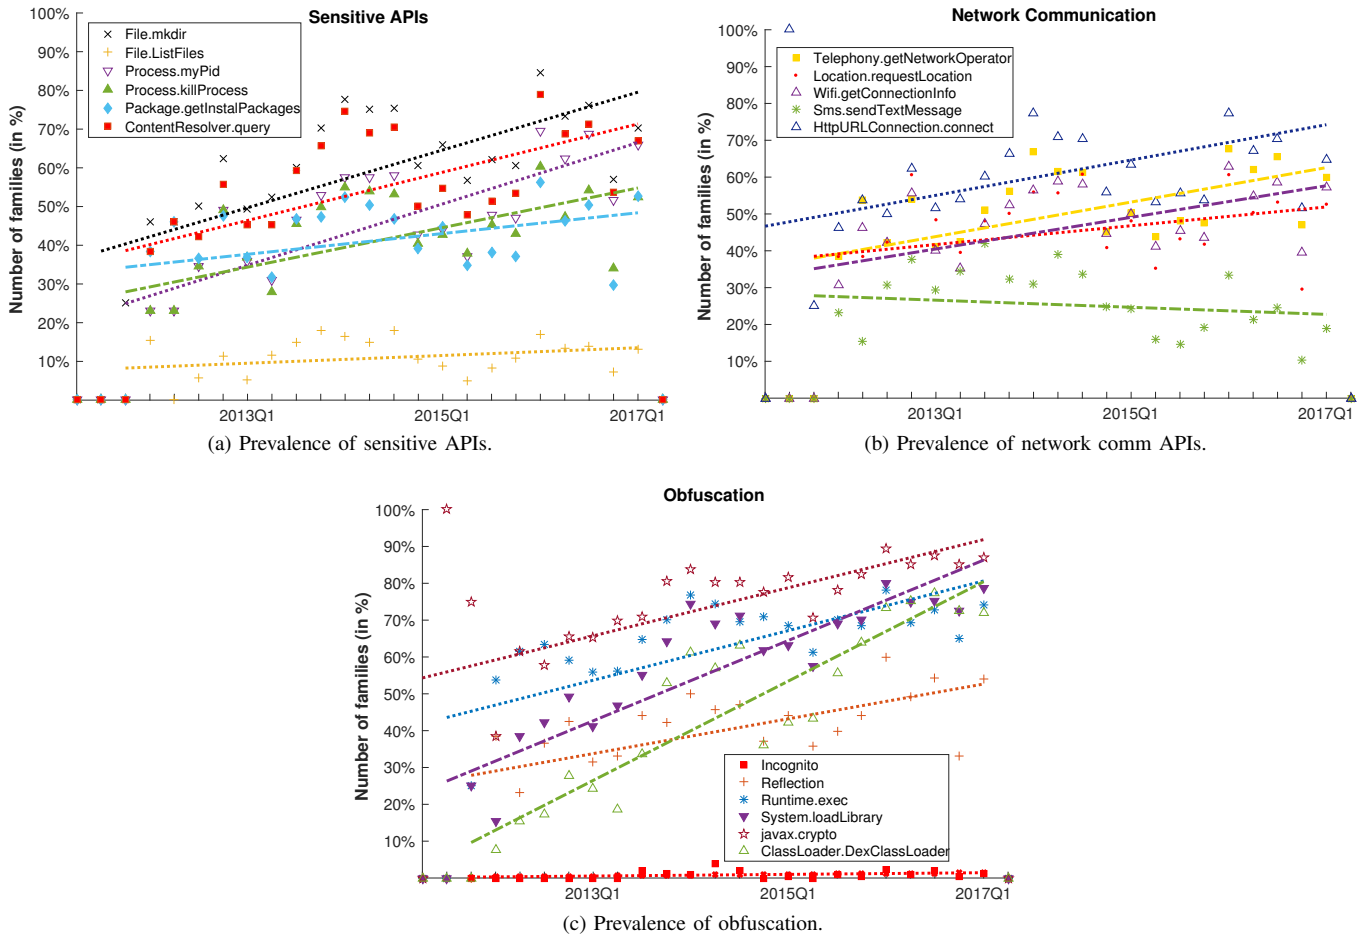 Sensitive APIs
100%
90%
80%
70%
60%
50%
40%
30%
20%
10%
Number of families (in %)
File.mkdir
File.ListFiles
Process.myPid
Process.killProcess
Package.getInstalPackages
ContentResolver.query
2013Q1
2015Q1
2017Q1
(a) Prevalence of sensitive APIs.
Network Communication
100%
90%
80%
70%
60%
50%
40%
30%
20%
10%
Number of families (in %)
Telephony.getNetworkOperator
Location.requestLocation
Wifi.getConnectionInfo
Sms.sendTextMessage
HttpURLConnection.connect
2013Q1
2015Q1
2017Q1
(b) Prevalence of network comm APIs.
Obfuscation
100%
90%
80%
70%
60%
50%
40%
30%
20%
10%
Number of families (in %)
Incognito
Reflection
Runtime.exec
System.loadLibrary
javax.crypto
ClassLoader.DexClassLoader
2013Q1
2015Q1
2017Q1
(c) Prevalence of obfuscation.